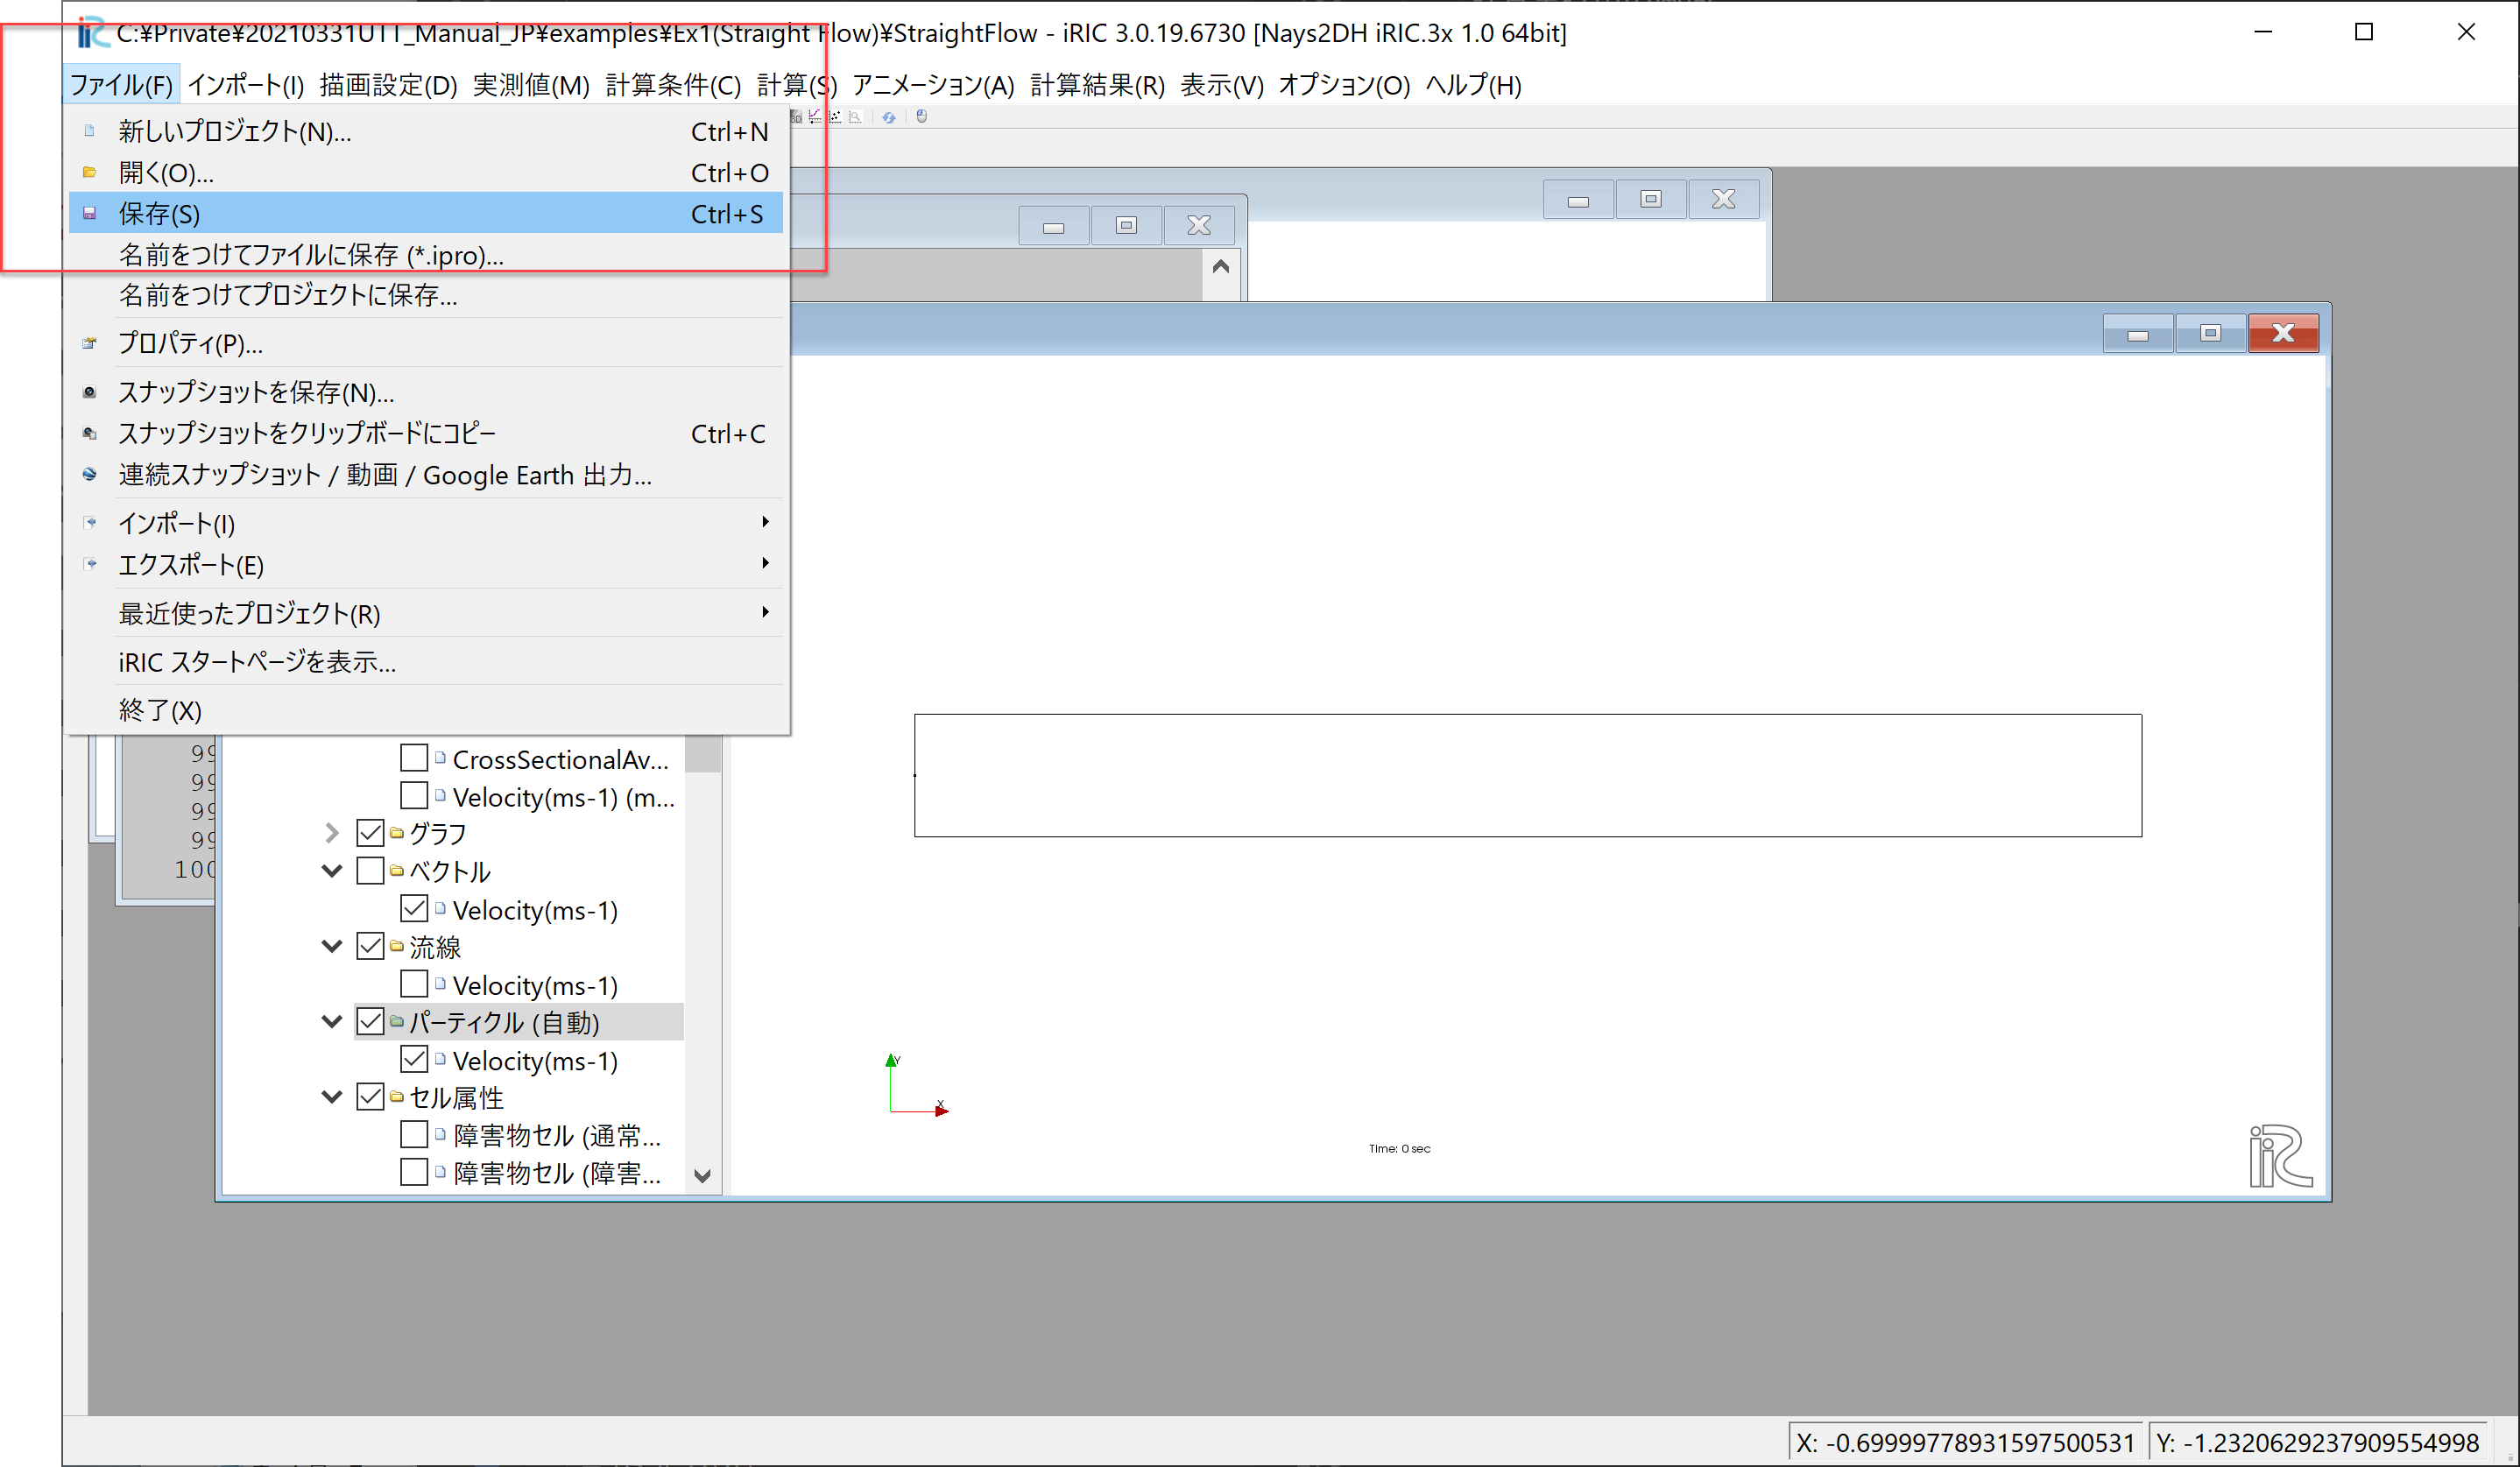 C:¥Private¥20210331UTT_Manual_JP¥examples¥Ex1(Straight Flow)¥StraightFlow - iRIC 3.0.19.6730 [Nays2DH iRIC.3x 1.0 64bit]
ファイル(F) インポート(I) 描画設定(D) 実測値(M) 計算条件(C) 計算(S) アニメーション(A) 計算結果(R) 表示(V) オプション(O) ヘルプ(H)
新しいプロジェクト(N)... Ctrl+N
開く(O)... Ctrl+O
保存(S) Ctrl+S
名前をつけてファイルに保存 (*.ipro)...
名前をつけてプロジェクトに保存...
プロパティ(P)...
スナップショットを保存(N)...
スナップショットをクリップボードにコピー Ctrl+C
連続スナップショット / 動画 / Google Earth 出力...
インポート(I)
エクスポート(E)
最近使ったプロジェクト(R)
iRIC スタートページを表示...
終了(X)
99
99
99
99
100
CrossSectionalAv...
Velocity(ms-1) (m...
グラフ
ベクトル
Velocity(ms-1)
流線
Velocity(ms-1)
パーティクル (自動)
Velocity(ms-1)
セル属性
障害物セル (通常...
障害物セル (障害...
Y
X
Time: 0 sec
iRIC
X: -0.69999778931597500531
Y: -1.2320629237909554998